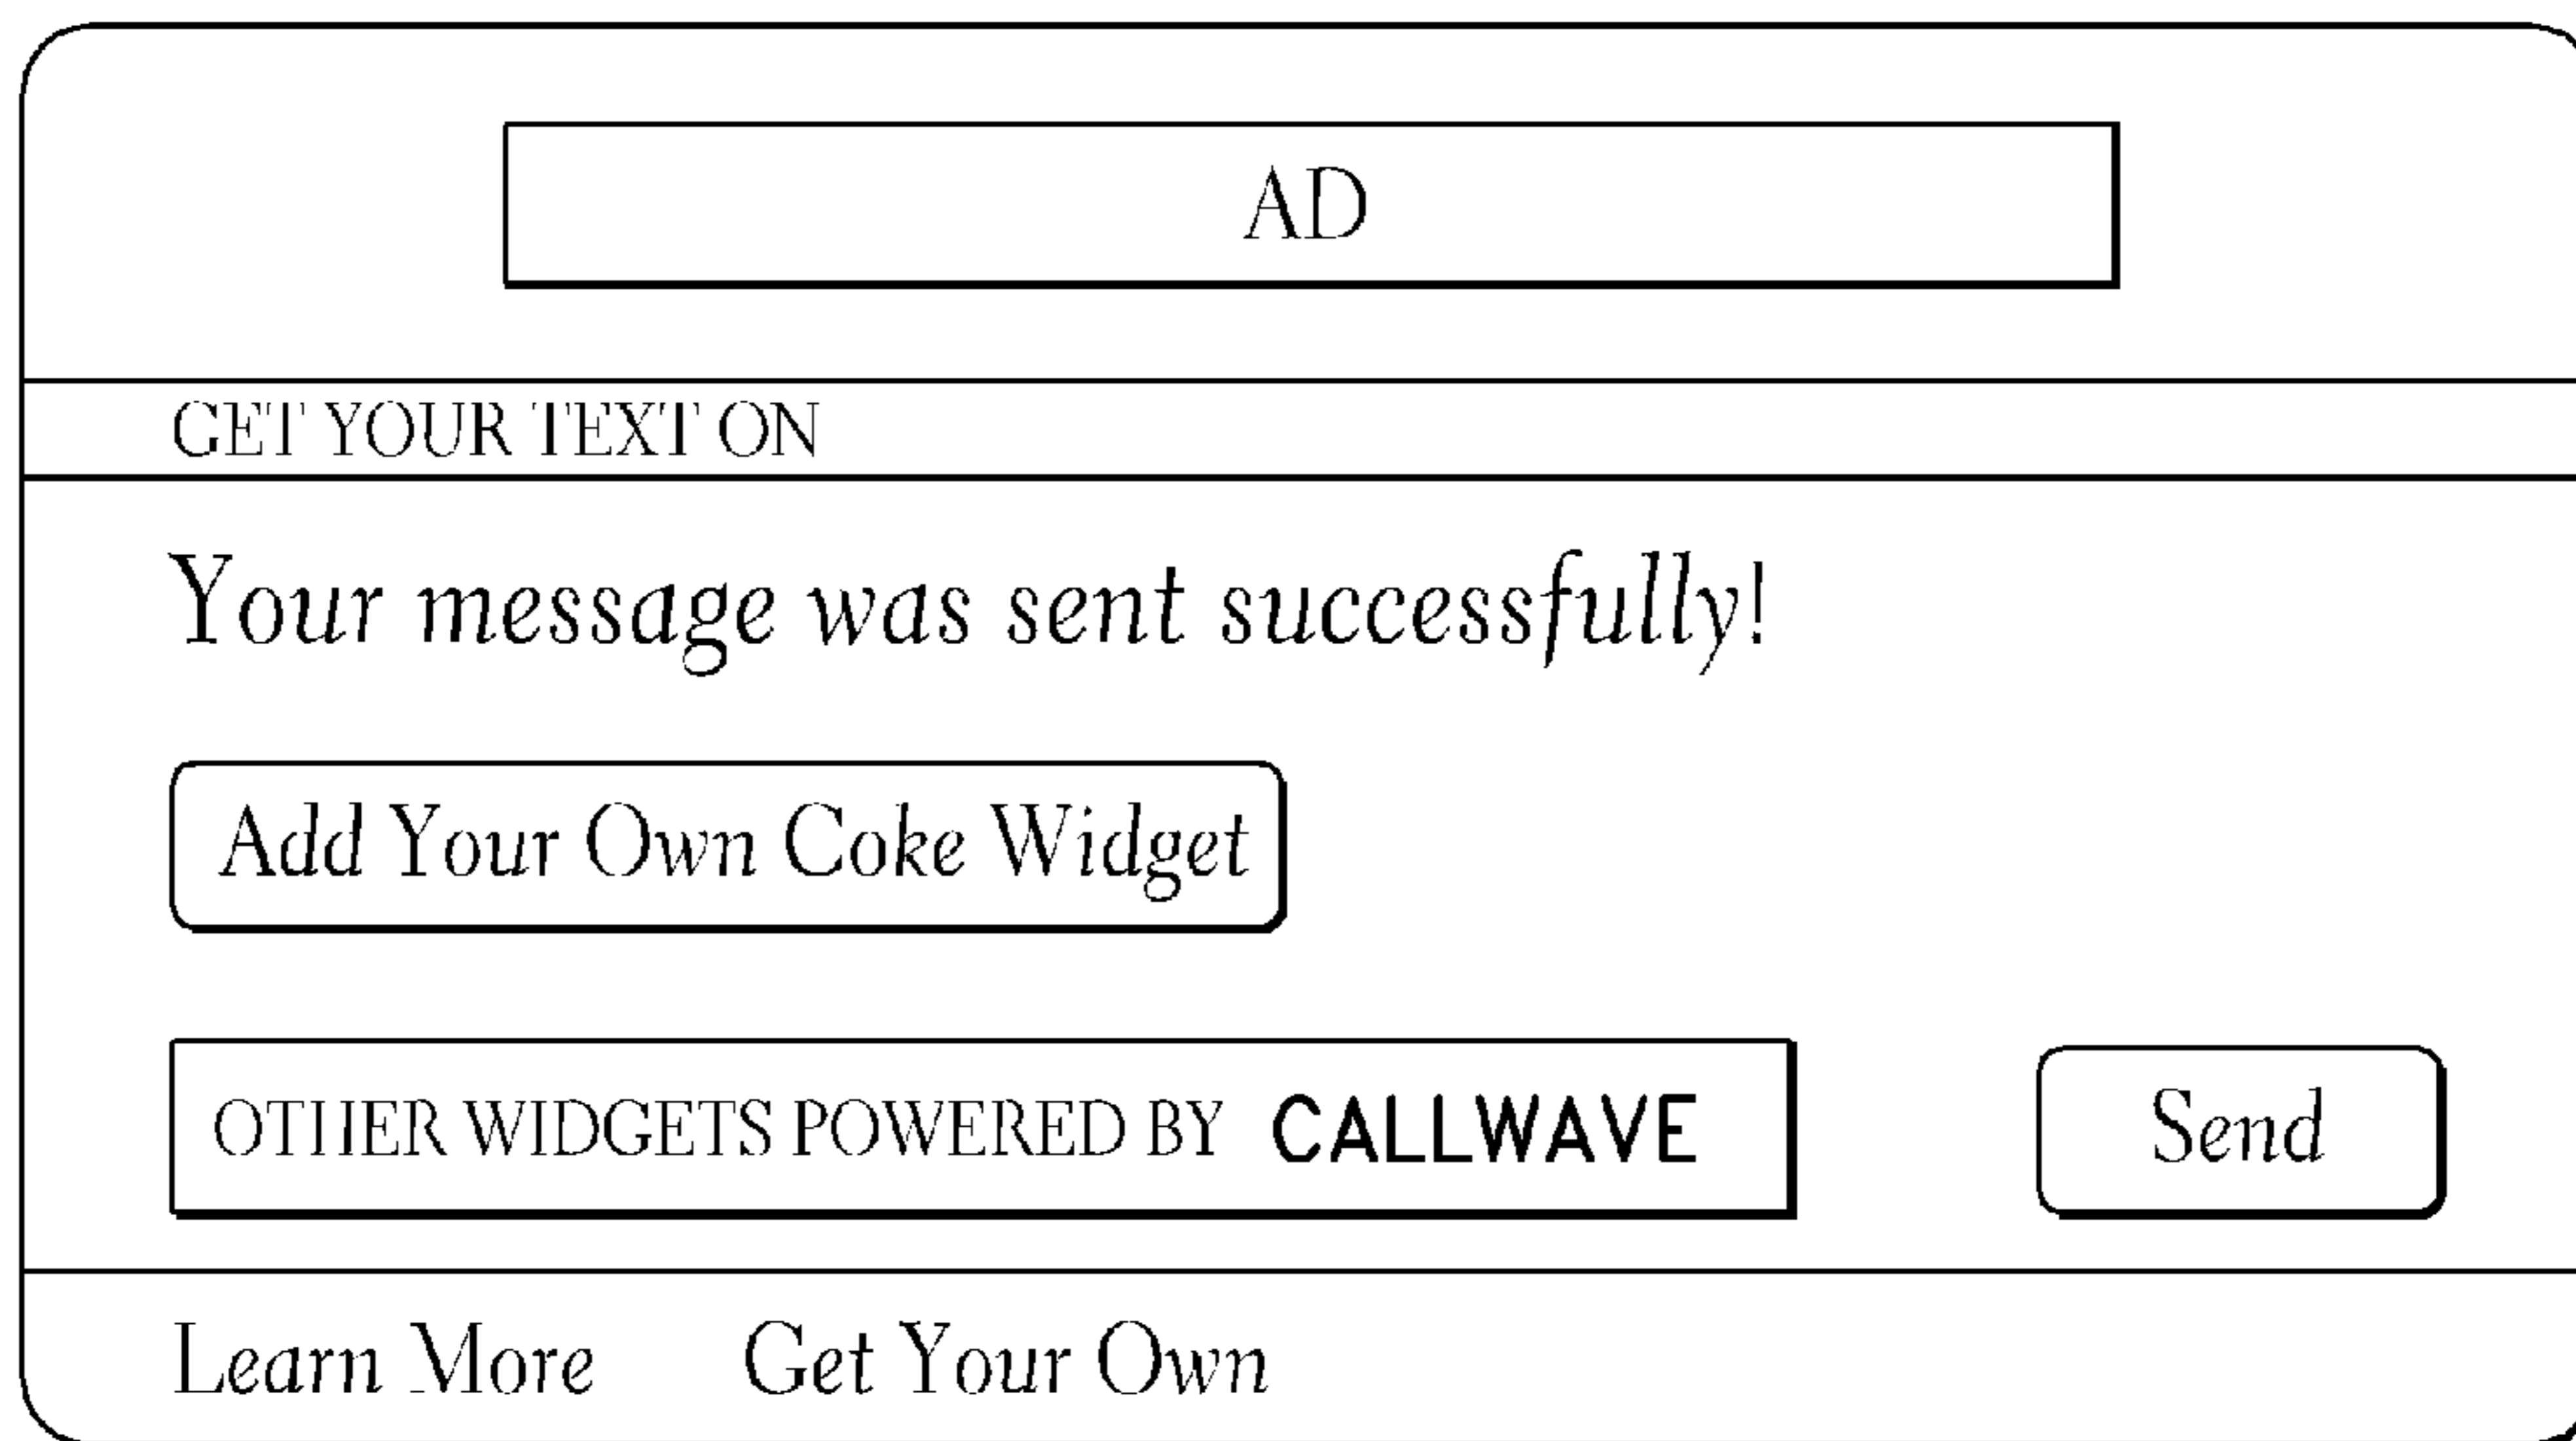 AD
GET YOUR TEXT ON
Your message was sent successfully!
Add Your Own Coke Widget
OTHER WIDGETS POWERED BY CALLWAVE
Send
Learn More Get Your Own